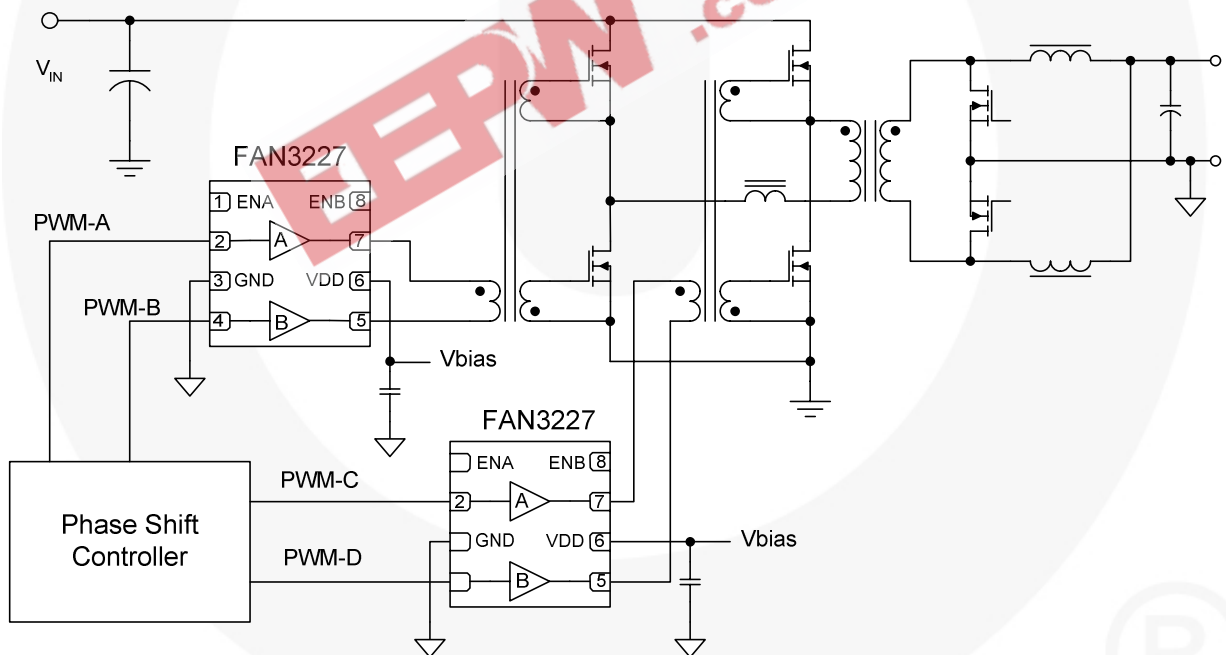 VIN
EEPW.c
FAN3227
1 ENA ENB 8
PWM-A
2 A 7
3 GND VDD 6
PWM-B
4 B 5
Vbias
FAN3227
ENA ENB 8
PWM-C
2 A 7
Phase Shift
Controller
GND VDD 6
Vbias
PWM-D
B 5
R